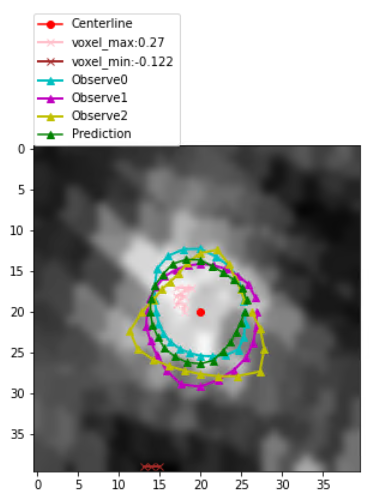 Centerline
voxel_max:0.27
voxel_min:-0.122
Observe0
Observe1
Observe2
Prediction
0
5
10
15
20
25
30
35
0 5 10 15 20 25 30 35